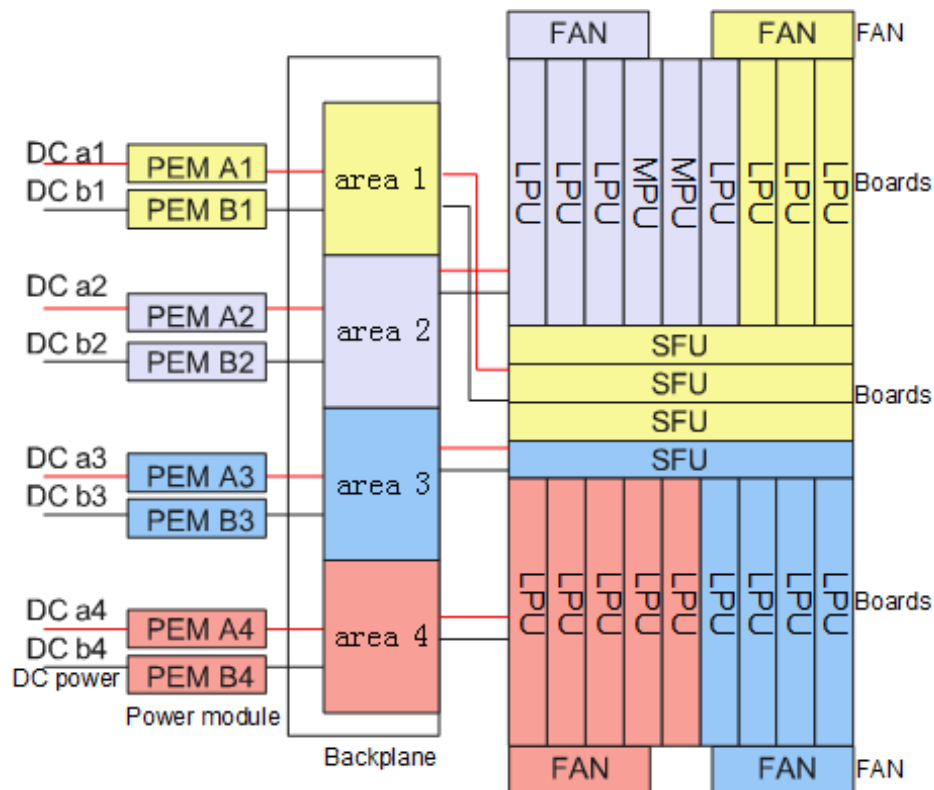 FAN FAN FAN
DC a1
PEM A1
DC b1
PEM B1
area 1
LPU LPU LPU MPU MPU LPU LPU LPU LPU Boards
DC a2
PEM A2
DC b2
PEM B2
area 2
SFU
SFU
Boards
SFU
SFU
DC a3
PEM A3
DC b3
PEM B3
area 3
LPU LPU LPU LPU LPU LPU LPU LPU LPU Boards
DC a4
PEM A4
DC b4
PEM B4
area 4
DC power
Power module
Backplane
FAN FAN FAN